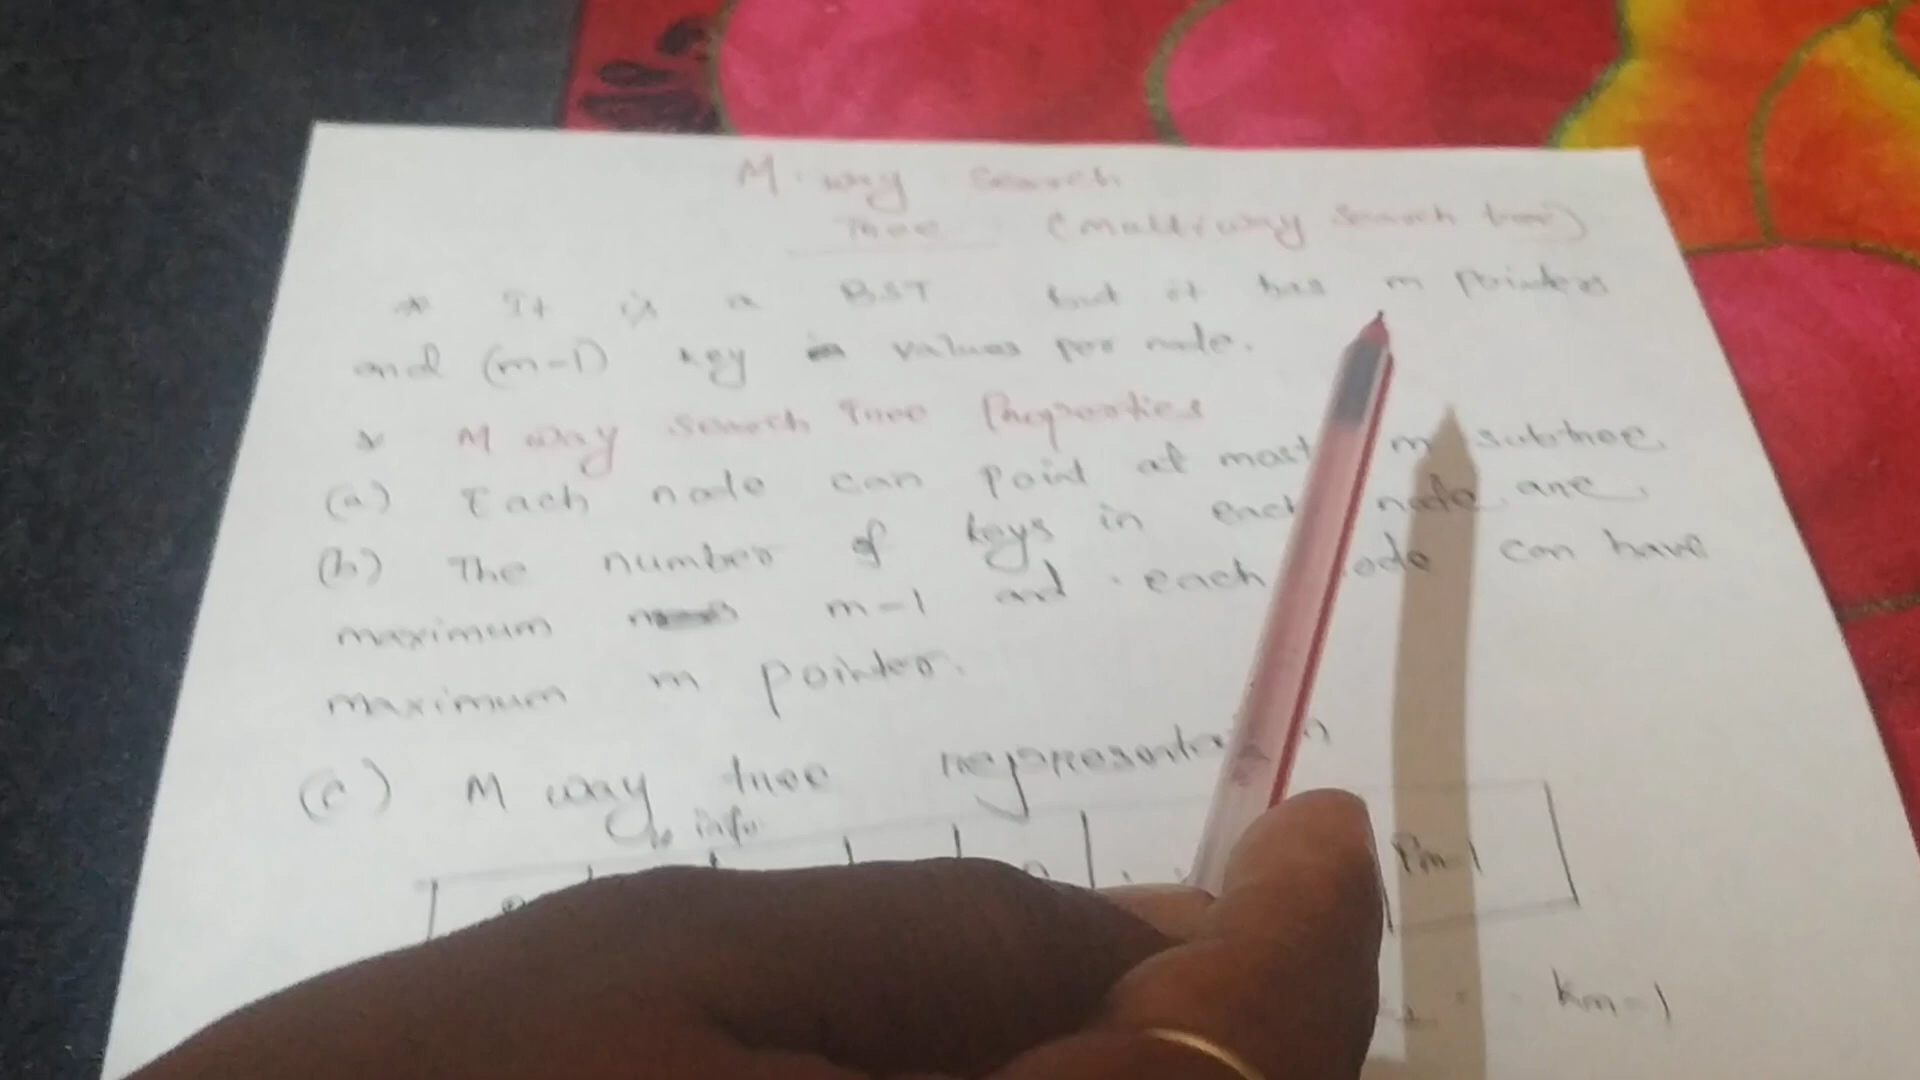 M-way Search
Tree (multiway search tree)
* It is a BST but it has m pointers
and (m-1) key values per node.
* M way search Tree Properties
(a) Each node can point at most m subtree.
(b) The number of keys in each node are
maximum m-1 and each node can have
maximum m pointer.
(c) M way tree representation
info
Pm-1
km-1